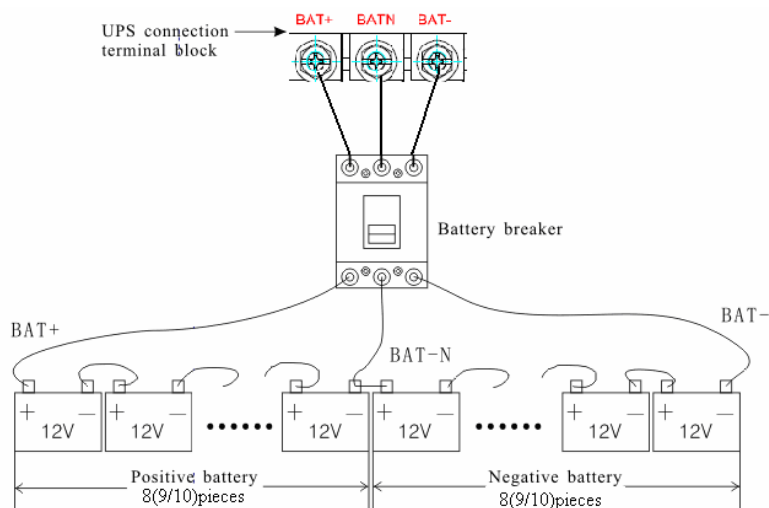 UPS connection
terminal block
BAT+ BATN BAT-
Battery breaker
BAT+
BAT-N
BAT-
+ − 12V
+ − 12V
•••••• + − 12V
+ − 12V
•••••• + − 12V
+ − 12V
Positive battery
8(9/10)pieces
Negative battery
8(9/10)pieces